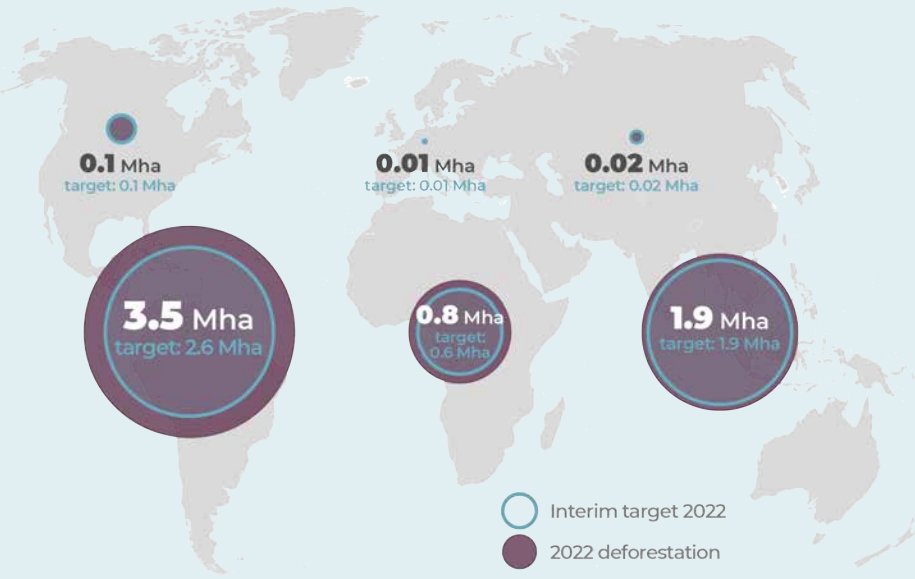 0.1 Mha
target: 0.1 Mha
0.01 Mha
target: 0.01 Mha
0.02 Mha
target: 0.02 Mha
3.5 Mha
target: 2.6 Mha
0.8 Mha
target:
0.6 Mha
1.9 Mha
target: 1.9 Mha
Interim target 2022
2022 deforestation